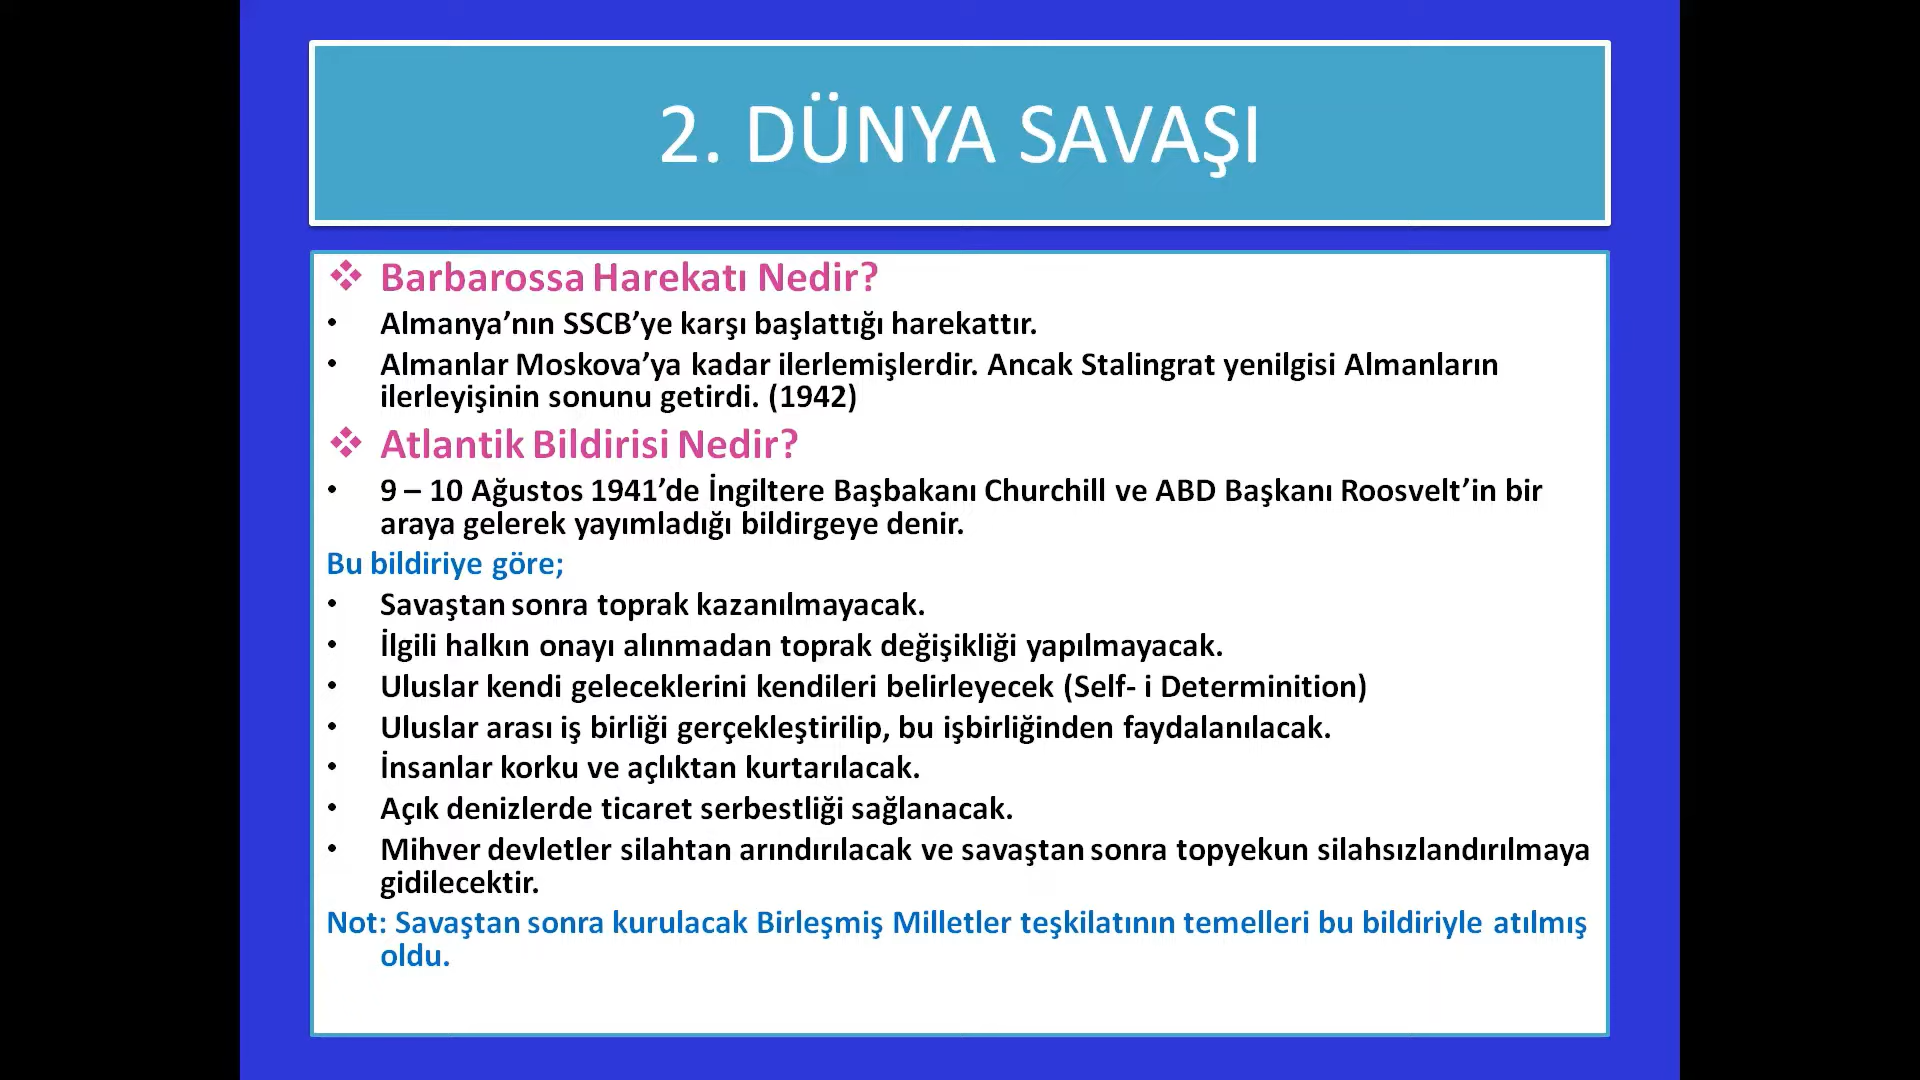 2. DÜNYA SAVAŞI
❖ Barbarossa Harekatı Nedir?
• Almanya’nın SSCB’ye karşı başlattığı harekattır.
• Almanlar Moskova’ya kadar ilerlemişlerdir. Ancak Stalingrat yenilgisi Almanların
ilerleyişinin sonunu getirdi. (1942)
❖ Atlantik Bildirisi Nedir?
• 9 – 10 Ağustos 1941’de İngiltere Başbakanı Churchill ve ABD Başkanı Roosvelt’in bir
araya gelerek yayımladığı bildirgeye denir.
Bu bildiriye göre;
• Savaştan sonra toprak kazanılmayacak.
• İlgili halkın onayı alınmadan toprak değişikliği yapılmayacak.
• Uluslar kendi geleceklerini kendileri belirleyecek (Self- i Determinition)
• Uluslar arası iş birliği gerçekleştirilip, bu işbirliğinden faydalanılacak.
• İnsanlar korku ve açlıktan kurtarılacak.
• Açık denizlerde ticaret serbestliği sağlanacak.
• Mihver devletler silahtan arındırılacak ve savaştan sonra topyekun silahsızlandırılmaya
gidilecektir.
Not: Savaştan sonra kurulacak Birleşmiş Milletler teşkilatının temelleri bu bildiriyle atılmış
oldu.